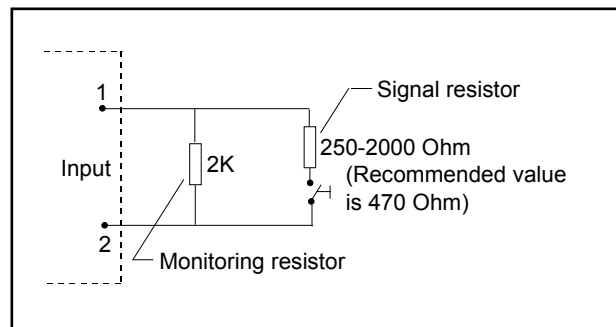 1
Signal resistor
250-2000 Ohm
(Recommended value
is 470 Ohm)
Input
2K
2
Monitoring resistor